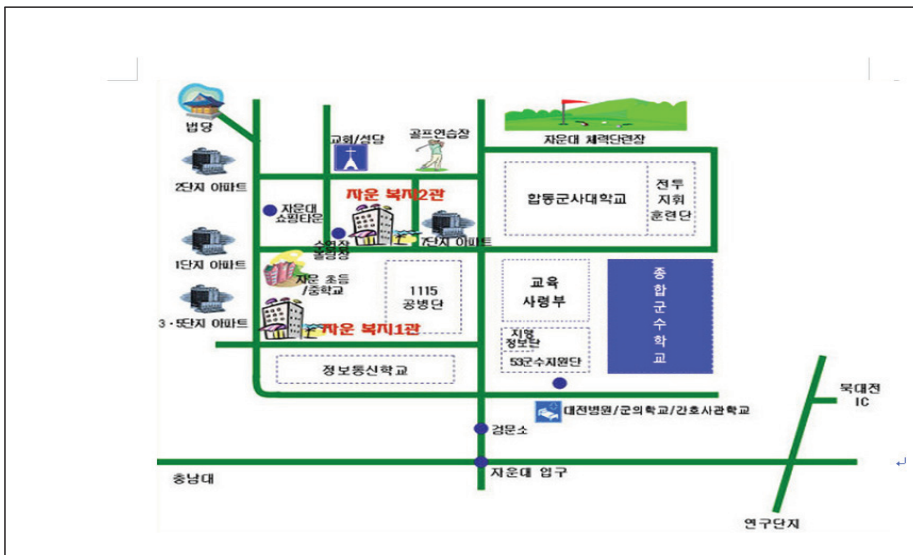 법당
교회/성당
골프연습장
자운대 체력단련장
2단지 아파트
자운 복지2관
합동군사대학교
전투
지휘
훈련단
자운대
쇼핑타운
수영장
볼링장
7단지 아파트
1단지 아파트
자운 초등
/중학교
1115
공병단
교육
사령부
종합군수학교
3·5단지 아파트
자운 복지1관
지형
정보단
53군수지원단
정보통신학교
북대전
IC
대전병원/군의학교/간호사관학교
검문소
자운대 입구
충남대
연구단지